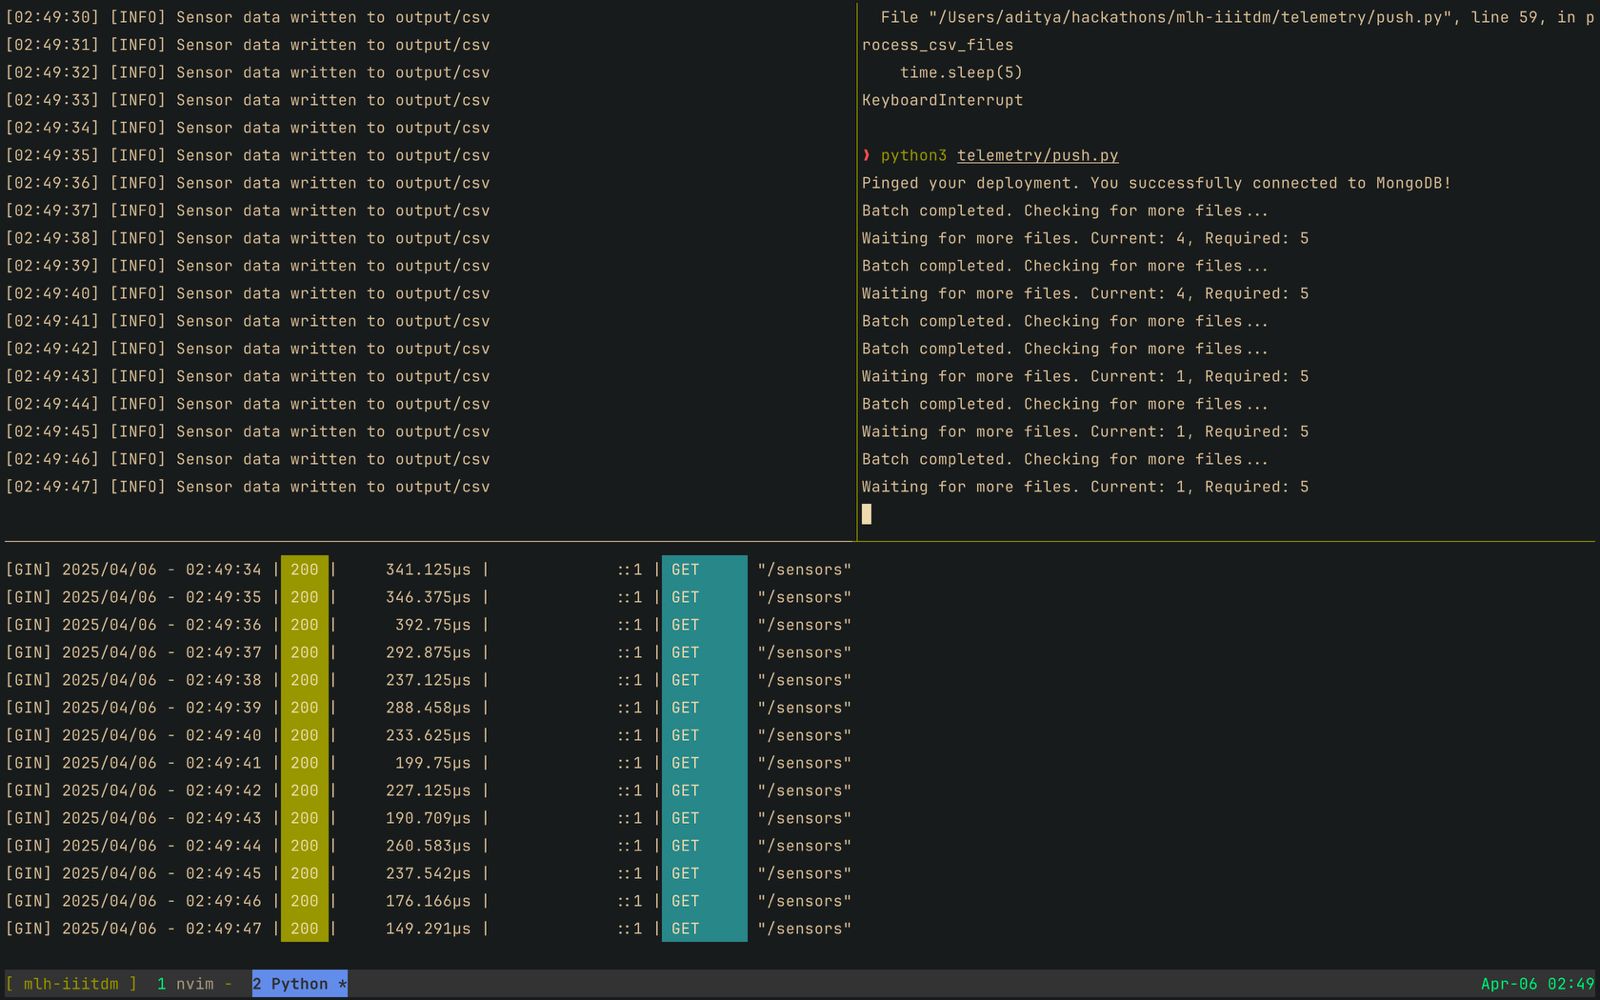 [02:49:30] [INFO] Sensor data written to output/csv
[02:49:31] [INFO] Sensor data written to output/csv
[02:49:32] [INFO] Sensor data written to output/csv
[02:49:33] [INFO] Sensor data written to output/csv
[02:49:34] [INFO] Sensor data written to output/csv
[02:49:35] [INFO] Sensor data written to output/csv
[02:49:36] [INFO] Sensor data written to output/csv
[02:49:37] [INFO] Sensor data written to output/csv
[02:49:38] [INFO] Sensor data written to output/csv
[02:49:39] [INFO] Sensor data written to output/csv
[02:49:40] [INFO] Sensor data written to output/csv
[02:49:41] [INFO] Sensor data written to output/csv
[02:49:42] [INFO] Sensor data written to output/csv
[02:49:43] [INFO] Sensor data written to output/csv
[02:49:44] [INFO] Sensor data written to output/csv
[02:49:45] [INFO] Sensor data written to output/csv
[02:49:46] [INFO] Sensor data written to output/csv
[02:49:47] [INFO] Sensor data written to output/csv
File "/Users/aditya/hackathons/mlh-iiitdm/telemetry/push.py", line 59, in p
rocess_csv_files
time.sleep(5)
KeyboardInterrupt
❯ python3 telemetry/push.py
Pinged your deployment. You successfully connected to MongoDB!
Batch completed. Checking for more files...
Waiting for more files. Current: 4, Required: 5
Batch completed. Checking for more files...
Waiting for more files. Current: 4, Required: 5
Batch completed. Checking for more files...
Batch completed. Checking for more files...
Waiting for more files. Current: 1, Required: 5
Batch completed. Checking for more files...
Waiting for more files. Current: 1, Required: 5
Batch completed. Checking for more files...
Waiting for more files. Current: 1, Required: 5
[GIN] 2025/04/06 - 02:49:34 | 200 | 341.125µs | ::1 | GET "/sensors"
[GIN] 2025/04/06 - 02:49:35 | 200 | 346.375µs | ::1 | GET "/sensors"
[GIN] 2025/04/06 - 02:49:36 | 200 | 392.75µs | ::1 | GET "/sensors"
[GIN] 2025/04/06 - 02:49:37 | 200 | 292.875µs | ::1 | GET "/sensors"
[GIN] 2025/04/06 - 02:49:38 | 200 | 237.125µs | ::1 | GET "/sensors"
[GIN] 2025/04/06 - 02:49:39 | 200 | 288.458µs | ::1 | GET "/sensors"
[GIN] 2025/04/06 - 02:49:40 | 200 | 233.625µs | ::1 | GET "/sensors"
[GIN] 2025/04/06 - 02:49:41 | 200 | 199.75µs | ::1 | GET "/sensors"
[GIN] 2025/04/06 - 02:49:42 | 200 | 227.125µs | ::1 | GET "/sensors"
[GIN] 2025/04/06 - 02:49:43 | 200 | 190.709µs | ::1 | GET "/sensors"
[GIN] 2025/04/06 - 02:49:44 | 200 | 260.583µs | ::1 | GET "/sensors"
[GIN] 2025/04/06 - 02:49:45 | 200 | 237.542µs | ::1 | GET "/sensors"
[GIN] 2025/04/06 - 02:49:46 | 200 | 176.166µs | ::1 | GET "/sensors"
[GIN] 2025/04/06 - 02:49:47 | 200 | 149.291µs | ::1 | GET "/sensors"
[ mlh-iiitdm ] 1 nvim - 2 Python * Apr-06 02:49